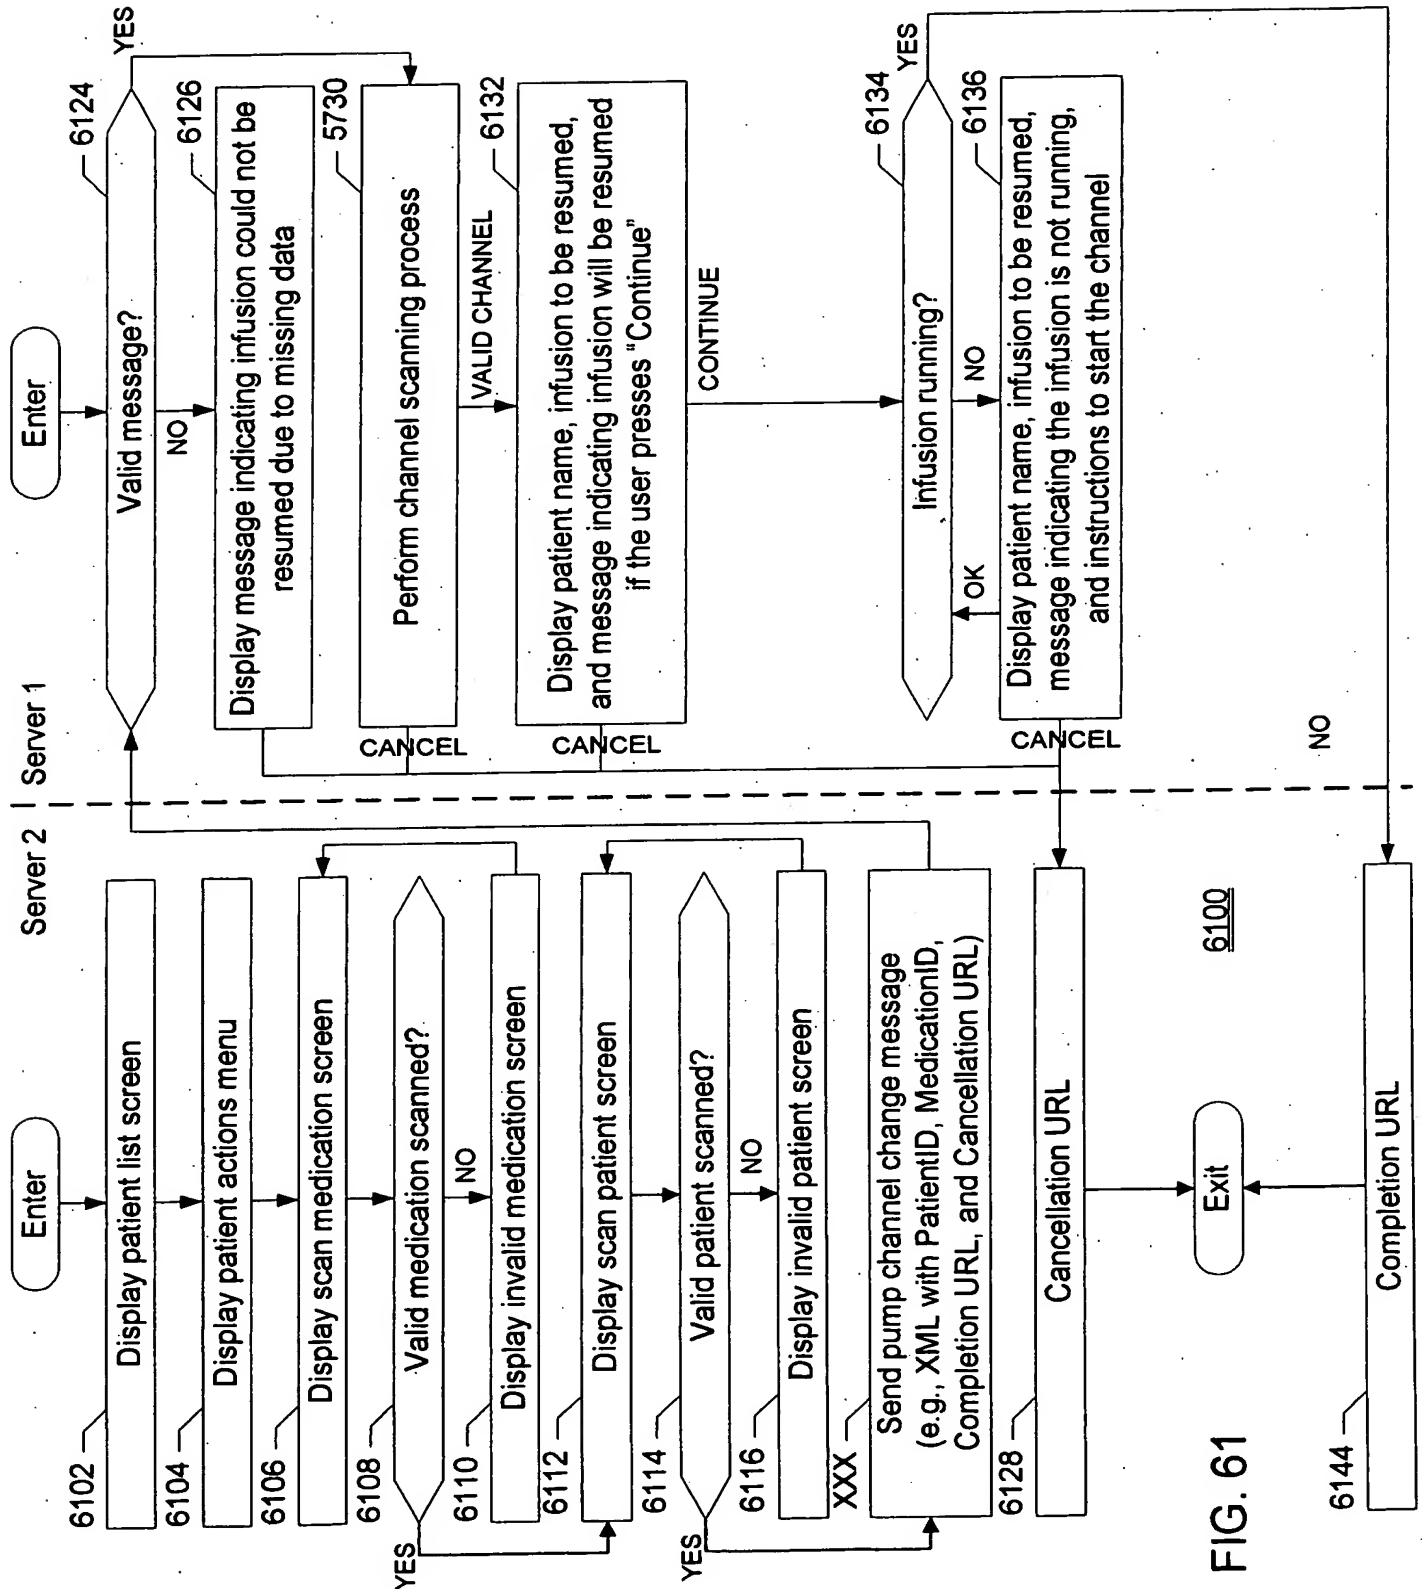 Server 2
Enter
6102
Display patient list screen
6104
Display patient actions menu
6106
Display scan medication screen
6108
Valid medication scanned?
YES
NO
6110
Display invalid medication screen
6112
Display scan patient screen
6114
Valid patient scanned?
YES
NO
6116
Display invalid patient screen
XXX
Send pump channel change message
(e.g., XML with PatientID, MedicationID,
Completion URL, and Cancellation URL)
6128
Cancellation URL
Exit
6100
6144
Completion URL
FIG. 61
Server 1
Enter
6124
Valid message?
YES
NO
6126
Display message indicating infusion could not be
resumed due to missing data
5730
Perform channel scanning process
CANCEL
VALID CHANNEL
6132
Display patient name, infusion to be resumed,
and message indicating infusion will be resumed
if the user presses “Continue”
CANCEL
CONTINUE
6134
Infusion running?
YES
NO
OK
6136
Display patient name, infusion to be resumed,
message indicating the infusion is not running,
and instructions to start the channel
CANCEL
NO